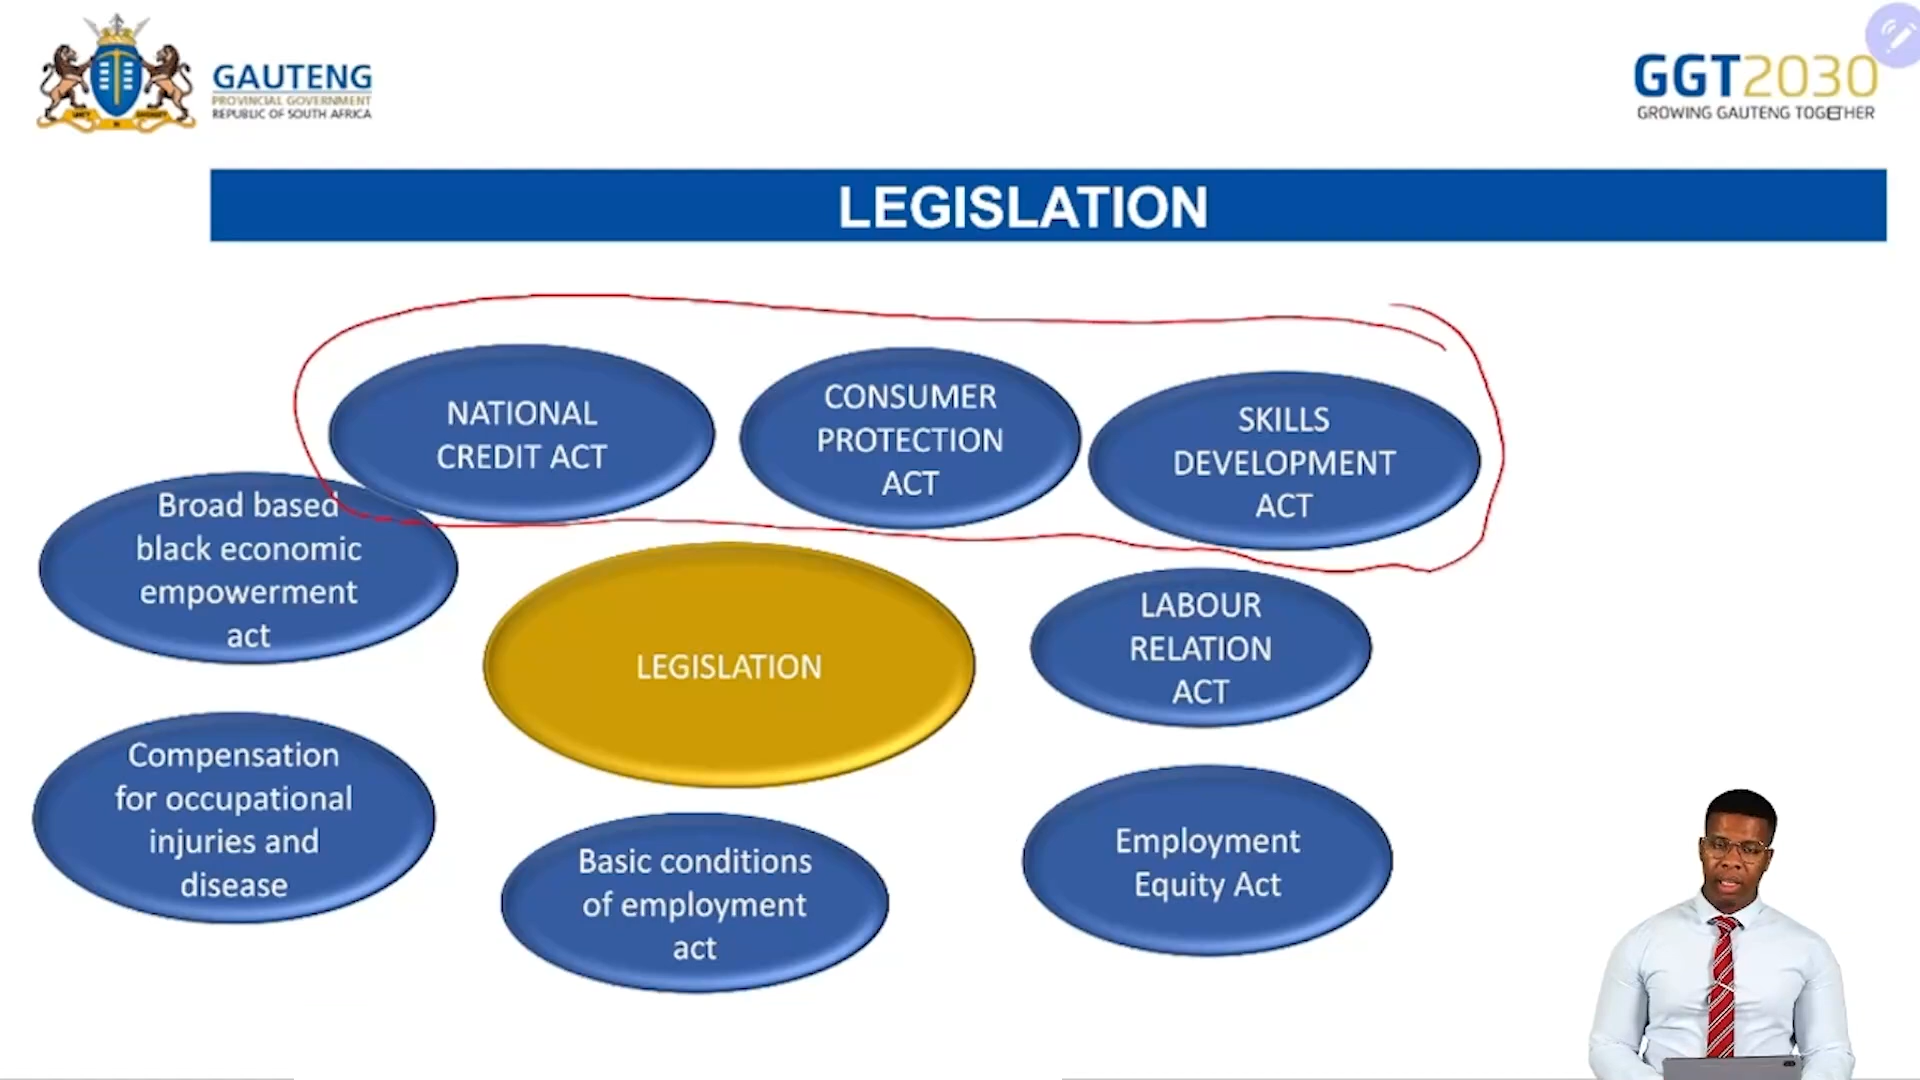 GAUTENG
PROVINCIAL GOVERNMENT
REPUBLIC OF SOUTH AFRICA
GGT2030
GROWING GAUTENG TOGETHER
LEGISLATION
NATIONAL
CREDIT ACT
CONSUMER
PROTECTION
ACT
SKILLS
DEVELOPMENT
ACT
Broad based
black economic
empowerment
act
LEGISLATION
LABOUR
RELATION
ACT
Compensation
for occupational
injuries and
disease
Basic conditions
of employment
act
Employment
Equity Act